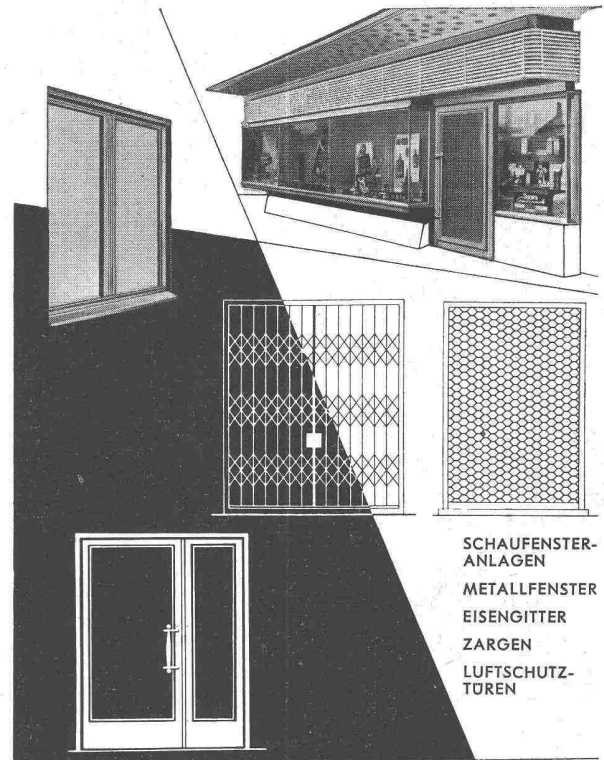 SCHAUFENSTER-
ANLAGEN
METALLFENSTER
EISENGITTER
ZARGEN
LUFTSCHUTZ-
TÜREN